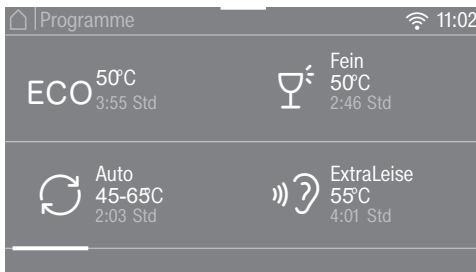 Programme
11:02
ECO 50°C
3:55 Std
Fein
50°C
2:46 Std
Auto
45-65°C
2:03 Std
ExtraLeise
55°C
4:01 Std